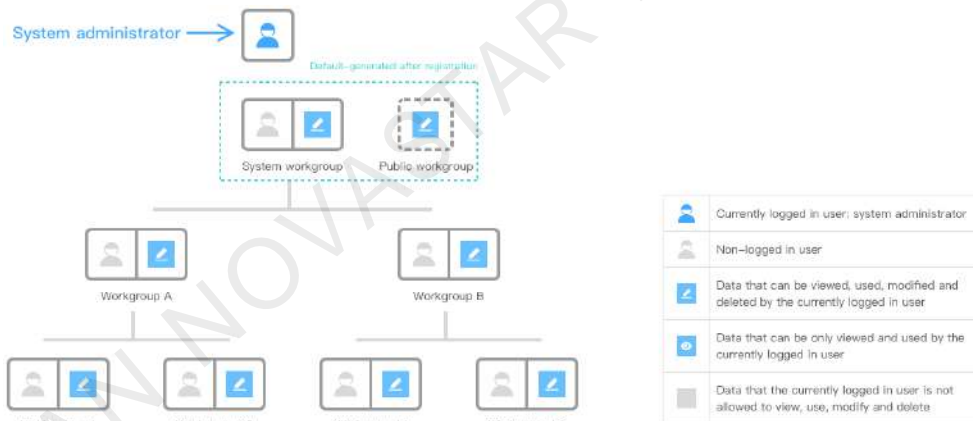 System administrator
Default-generated after registration
System workgroup
Public workgroup
Workgroup A
Workgroup B
Currently logged in user: system administrator
Non-logged in user
Data that can be viewed, used, modified and
deleted by the currently logged in user
Data that can be only viewed and used by the
currently logged in user
Data that the currently logged in user is not
allowed to view, use, modify and delete
AN NOVASTAR